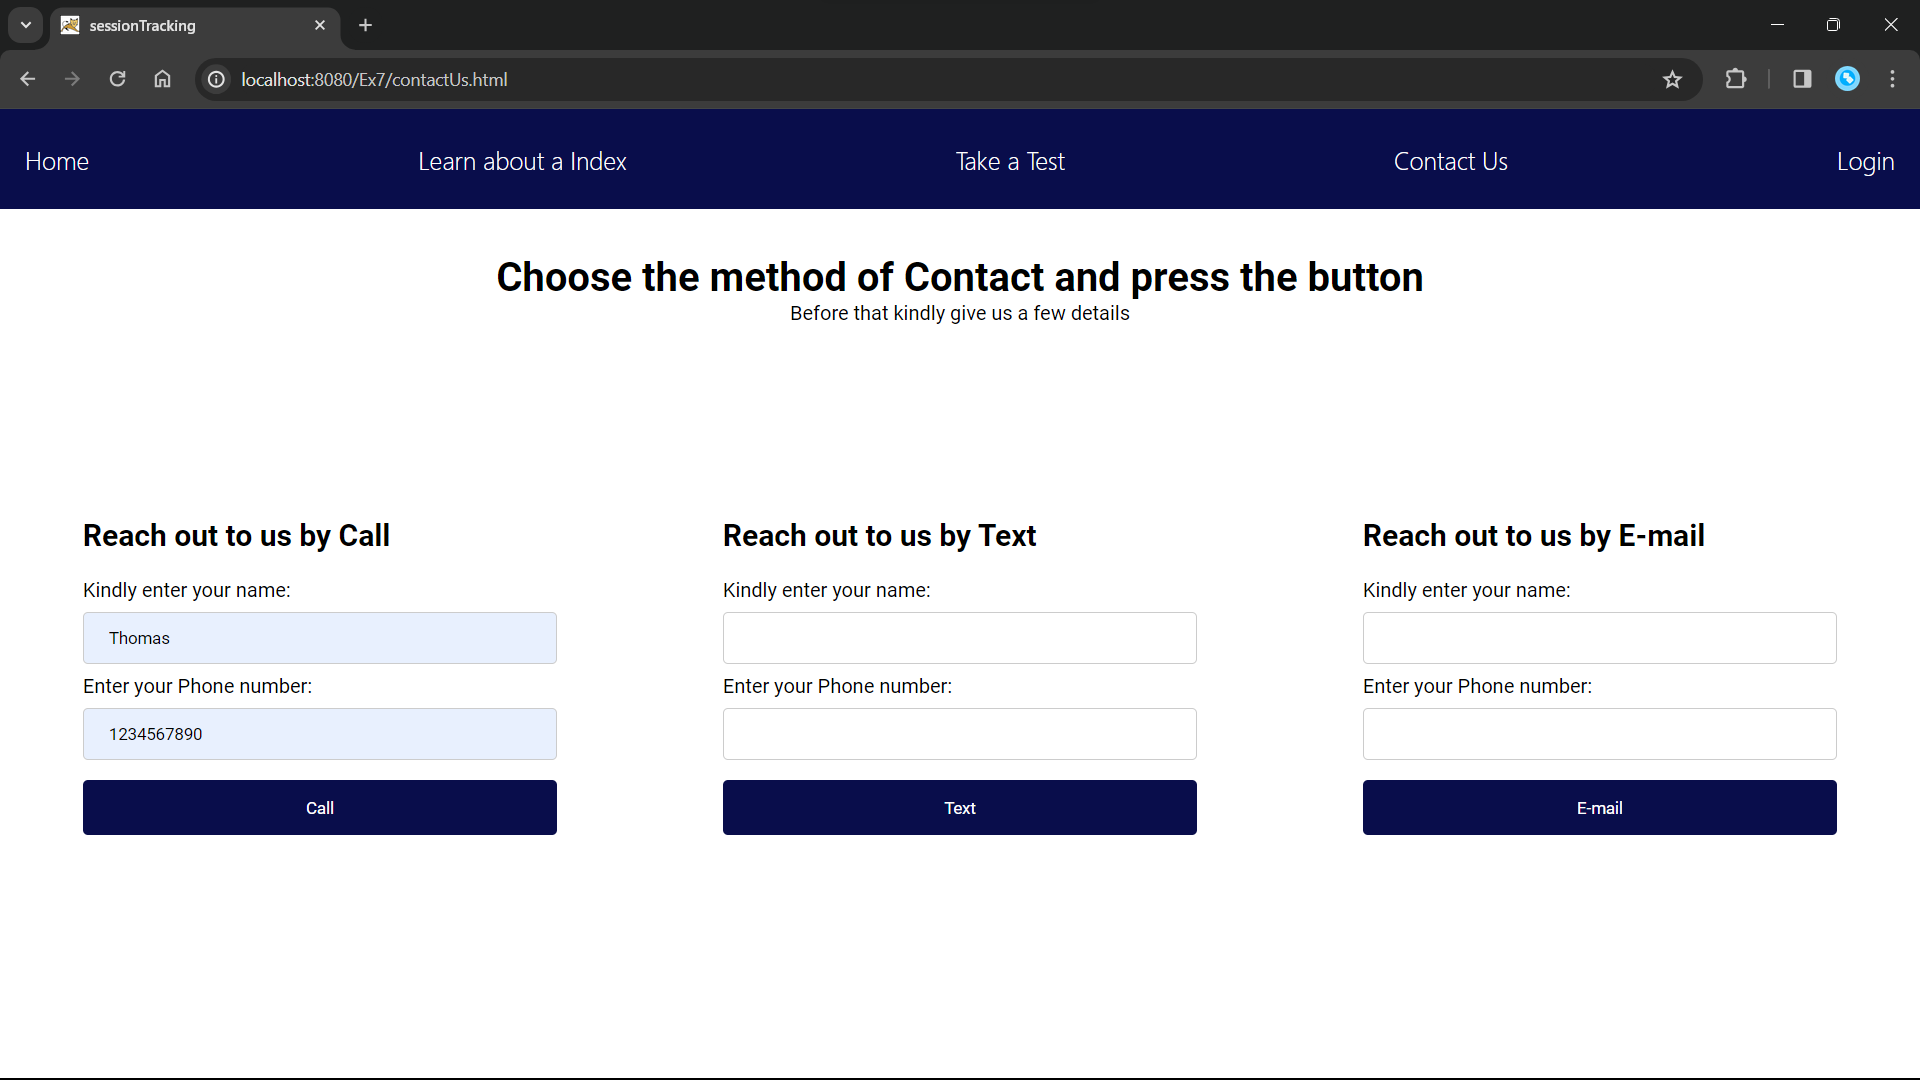 sessionTracking
localhost:8080/Ex7/contactUs.html
Home Learn about a Index Take a Test Contact Us Login
Choose the method of Contact and press the button
Before that kindly give us a few details
Reach out to us by Call
Kindly enter your name:
Thomas
Enter your Phone number:
1234567890
Call
Reach out to us by Text
Kindly enter your name:
Enter your Phone number:
Text
Reach out to us by E-mail
Kindly enter your name:
Enter your Phone number:
E-mail